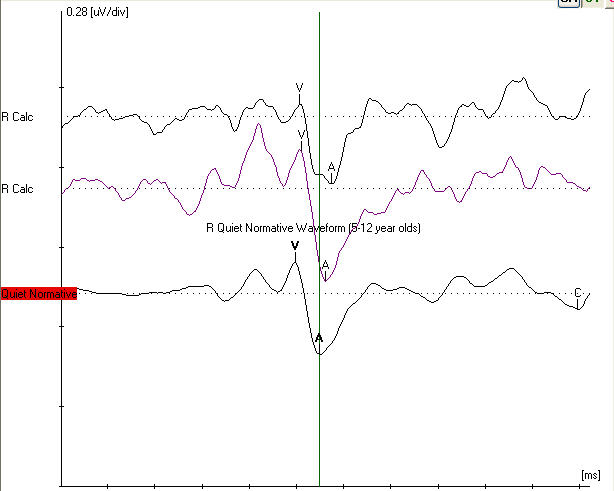 0.28 [uV/div]
V
R Calc
V
A
R Calc
R Quiet Normative Waveform (5-12 year olds)
V
A
Quiet Normative
C
A
[ms]